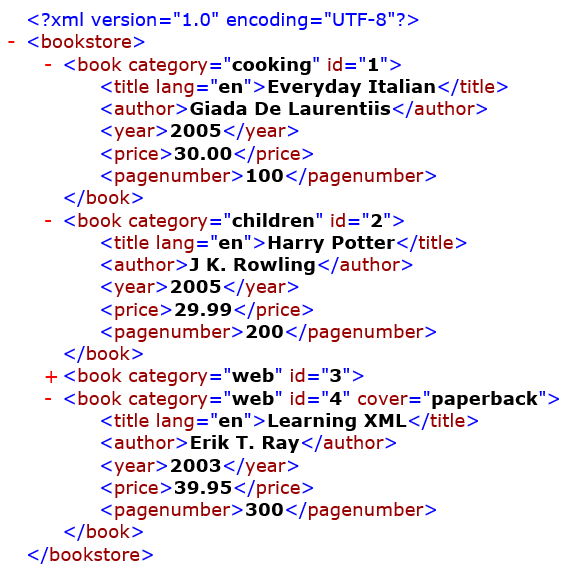 <?xml version="1.0" encoding="UTF-8"?>
- <bookstore>
- <book category="cooking" id="1">
<title lang="en">Everyday Italian</title>
<author>Giada De Laurentiis</author>
<year>2005</year>
<price>30.00</price>
<pagenumber>100</pagenumber>
</book>
- <book category="children" id="2">
<title lang="en">Harry Potter</title>
<author>J K. Rowling</author>
<year>2005</year>
<price>29.99</price>
<pagenumber>200</pagenumber>
</book>
+ <book category="web" id="3">
- <book category="web" id="4" cover="paperback">
<title lang="en">Learning XML</title>
<author>Erik T. Ray</author>
<year>2003</year>
<price>39.95</price>
<pagenumber>300</pagenumber>
</book>
</bookstore>